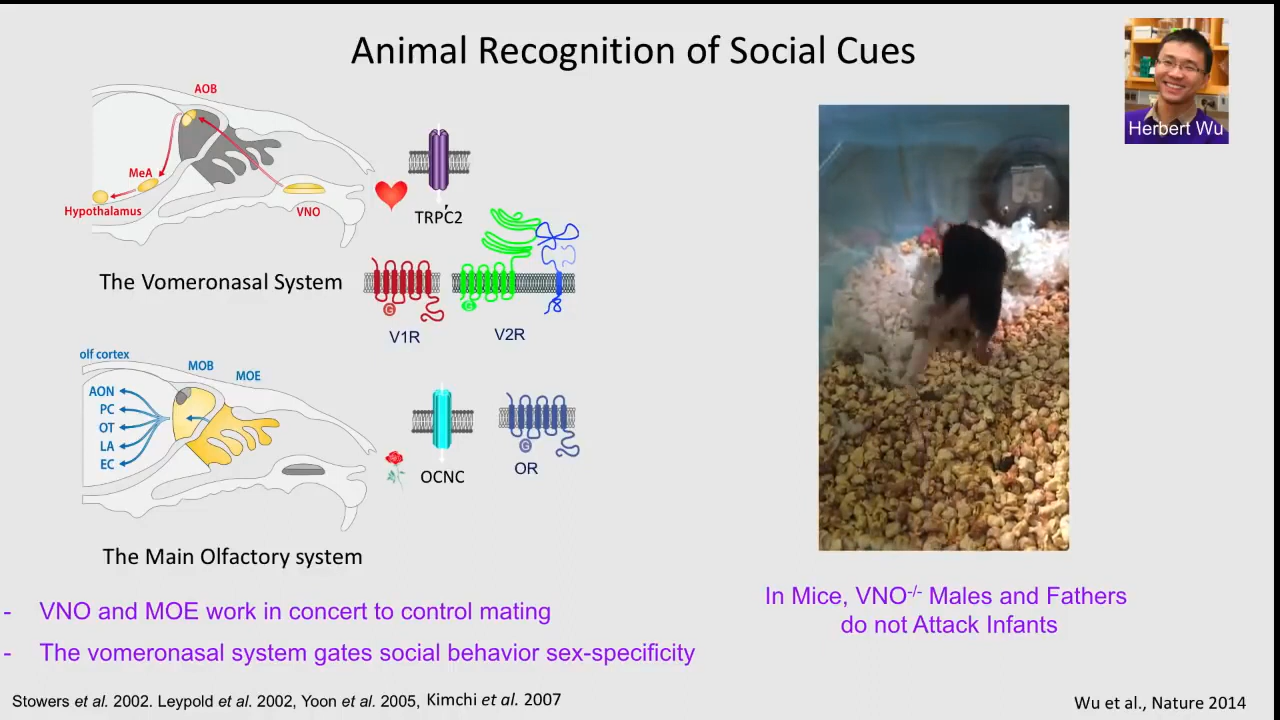 Animal Recognition of Social Cues
Herbert Wu
AOB
MeA
Hypothalamus
VNO
TRPC2
The Vomeronasal System
G
G
V1R
V2R
olf cortex
MOB
MOE
AON
PC
OT
LA
EC
G
OCNC
OR
The Main Olfactory system
- VNO and MOE work in concert to control mating
- The vomeronasal system gates social behavior sex-specificity
In Mice, VNO-/- Males and Fathers
do not Attack Infants
Stowers et al. 2002. Leypold et al. 2002, Yoon et al. 2005, Kimchi et al. 2007
Wu et al., Nature 2014